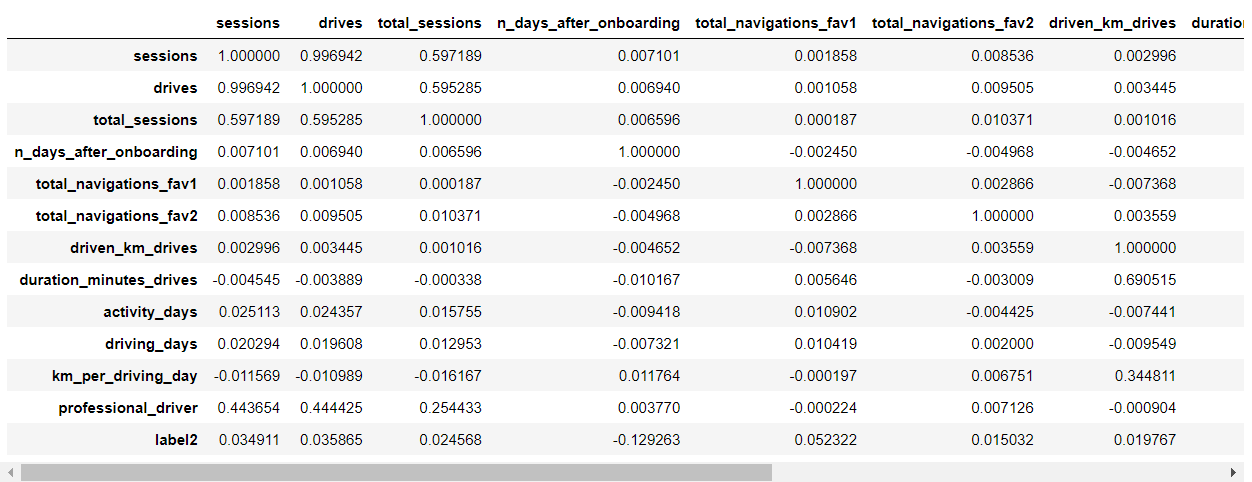 sessions drives total_sessions n_days_after_onboarding total_navigations_fav1 total_navigations_fav2 driven_km_drives
sessions 1.000000 0.996942 0.597189 0.007101 0.001858 0.008536 0.002996
drives 0.996942 1.000000 0.595285 0.006940 0.001058 0.009505 0.003445
total_sessions 0.597189 0.595285 1.000000 0.006596 0.000187 0.010371 0.001016
n_days_after_onboarding 0.007101 0.006940 0.006596 1.000000 -0.002450 -0.004968 -0.004652
total_navigations_fav1 0.001858 0.001058 0.000187 -0.002450 1.000000 0.002866 -0.007368
total_navigations_fav2 0.008536 0.009505 0.010371 -0.004968 0.002866 1.000000 0.003559
driven_km_drives 0.002996 0.003445 0.001016 -0.004652 -0.007368 0.003559 1.000000
duration_minutes_drives -0.004545 -0.003889 -0.000338 -0.010167 0.005646 -0.003009 0.690515
activity_days 0.025113 0.024357 0.015755 -0.009418 0.010902 -0.004425 -0.007441
driving_days 0.020294 0.019608 0.012953 -0.007321 0.010419 0.002000 -0.009549
km_per_driving_day -0.011569 -0.010989 -0.016167 0.011764 -0.000197 0.006751 0.344811
professional_driver 0.443654 0.444425 0.254433 0.003770 -0.000224 0.007126 -0.000904
label2 0.034911 0.035865 0.024568 -0.129263 0.052322 0.015032 0.019767